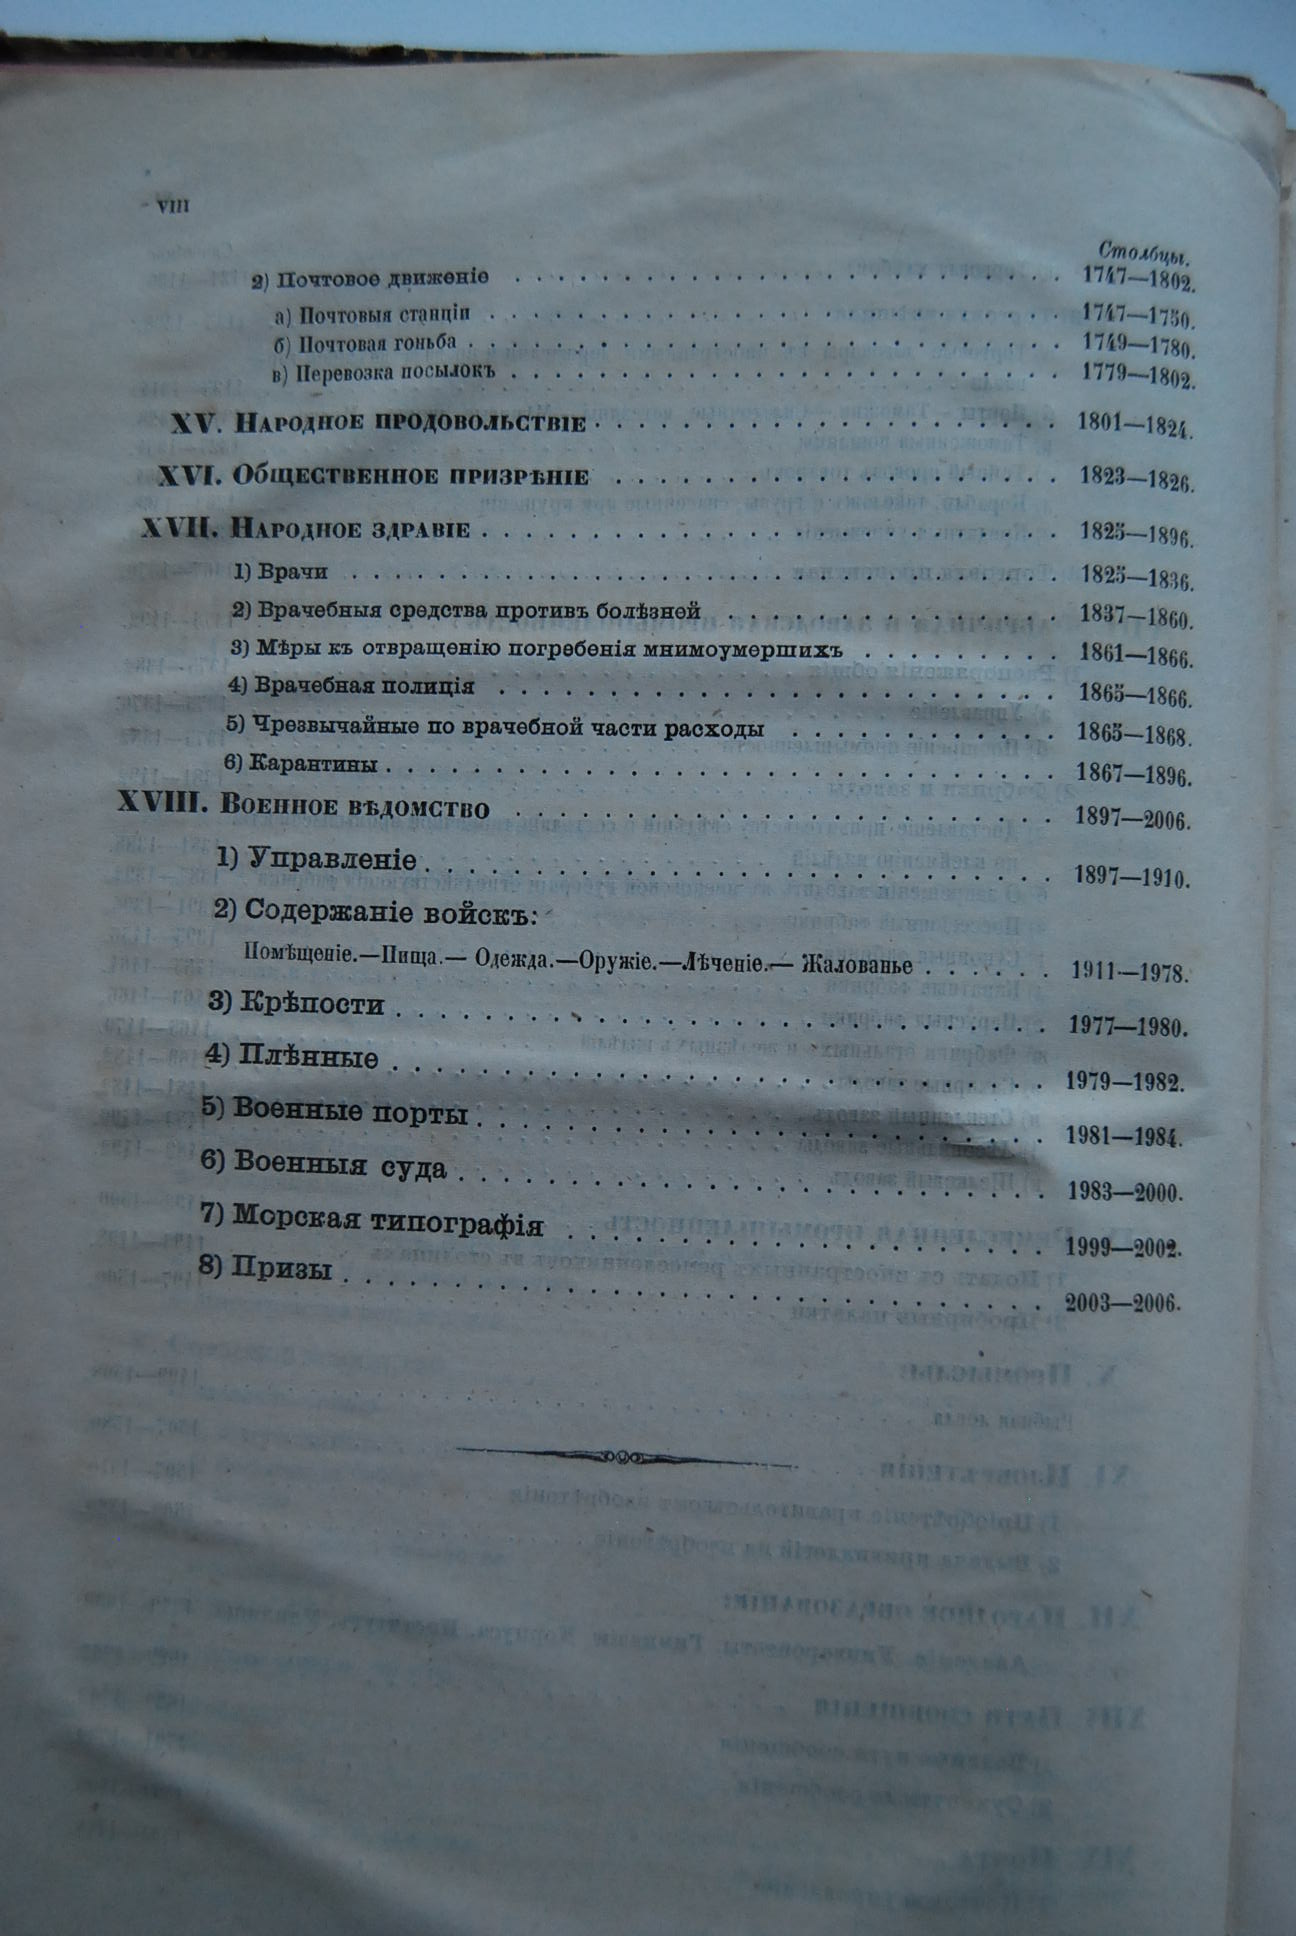 VIII
Столбцы.
2) Почтовое движеніе 1747—1802.
а) Почтовыя станціи 1747—1750.
б) Почтовая гоньба 1749—1780.
в) Перевозка посылокъ 1779—1802.
XV. Народное продовольствіе 1801—1824.
XVI. Общественное призрѣніе 1823—1826.
XVII. Народное здравіе 1825—1896.
1) Врачи 1825—1836.
2) Врачебныя средства противъ болѣзней 1837—1860.
3) Мѣры къ отвращенію погребенія мнимоумершихъ 1861—1866.
4) Врачебная полиція 1865—1866.
5) Чрезвычайные по врачебной части расходы 1865—1868.
6) Карантины 1867—1896.
XVIII. Военное вѣдомство 1897—2006.
1) Управленіе 1897—1910.
2) Содержаніе войскъ:
Помѣщеніе.—Пища.—Одежда.—Оружіе.—Лѣченіе.—Жалованье 1911—1978.
3) Крѣпости 1977—1980.
4) Плѣнные 1979—1982.
5) Военные порты 1981—1984.
6) Военныя суда 1983—2000.
7) Морская типографія 1999—2002.
8) Призы 2003—2006.